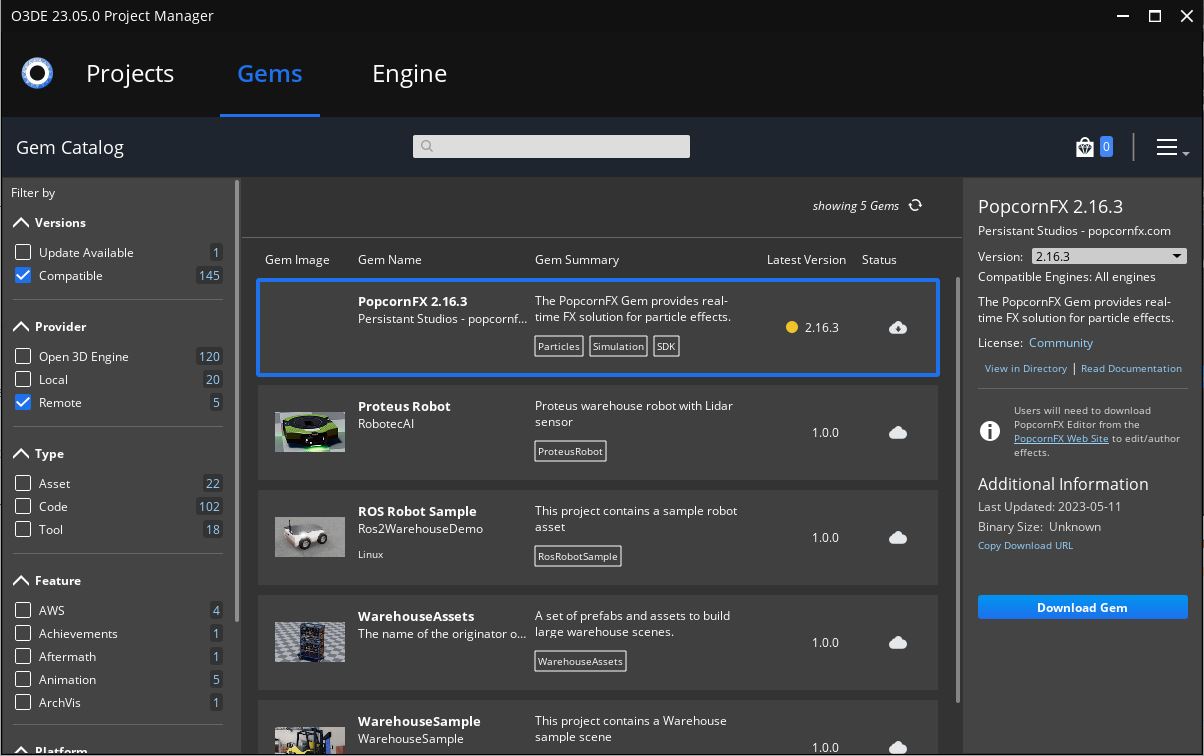 O3DE 23.05.0 Project Manager
Projects
Gems
Engine
Gem Catalog
0
Filter by
Versions
Update Available 1
Compatible 145
Provider
Open 3D Engine 120
Local 20
Remote 5
Type
Asset 22
Code 102
Tool 18
Feature
AWS 4
Achievements 1
Aftermath 1
Animation 5
ArchVis 1
Platform
showing 5 Gems
Gem Image Gem Name Gem Summary Latest Version Status
PopcornFX 2.16.3
Persistant Studios - popcornf...
The PopcornFX Gem provides real-
time FX solution for particle effects.
Particles Simulation SDK
2.16.3
Proteus Robot
RobotecAI
Proteus warehouse robot with Lidar
sensor
ProteusRobot
1.0.0
ROS Robot Sample
Ros2WarehouseDemo
Linux
This project contains a sample robot
asset
RosRobotSample
1.0.0
WarehouseAssets
The name of the originator o...
A set of prefabs and assets to build
large warehouse scenes.
WarehouseAssets
1.0.0
WarehouseSample
WarehouseSample
This project contains a Warehouse
sample scene
1.0.0
PopcornFX 2.16.3
Persistant Studios - popcornfx.com
Version: 2.16.3
Compatible Engines: All engines
The PopcornFX Gem provides real-
time FX solution for particle effects.
License: Community
View in Directory | Read Documentation
Users will need to download
PopcornFX Editor from the
PopcornFX Web Site to edit/author
effects.
Additional Information
Last Updated: 2023-05-11
Binary Size: Unknown
Copy Download URL
Download Gem